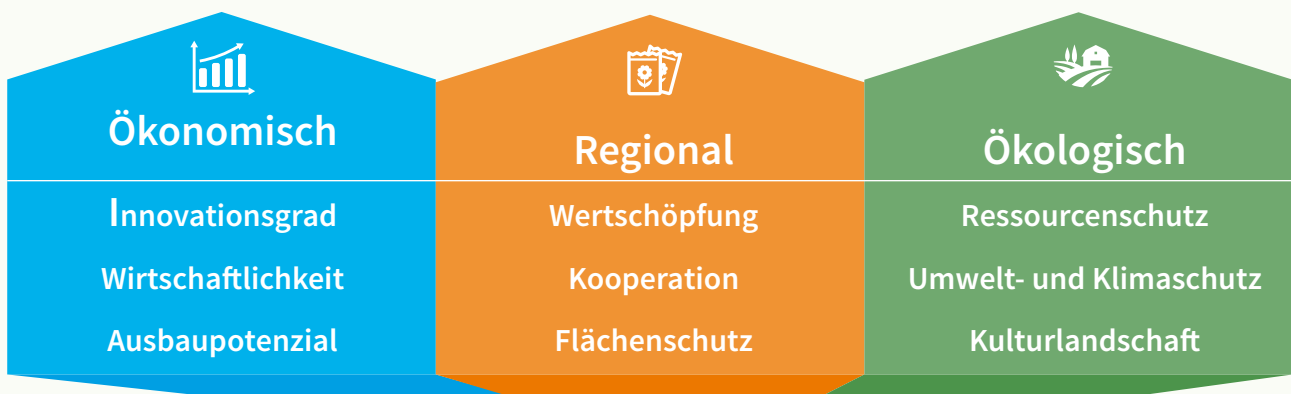 Ökonomisch
Innovationsgrad
Wirtschaftlichkeit
Ausbaupotenzial
Regional
Wertschöpfung
Kooperation
Flächenschutz
Ökologisch
Ressourcenschutz
Umwelt- und Klimaschutz
Kulturlandschaft